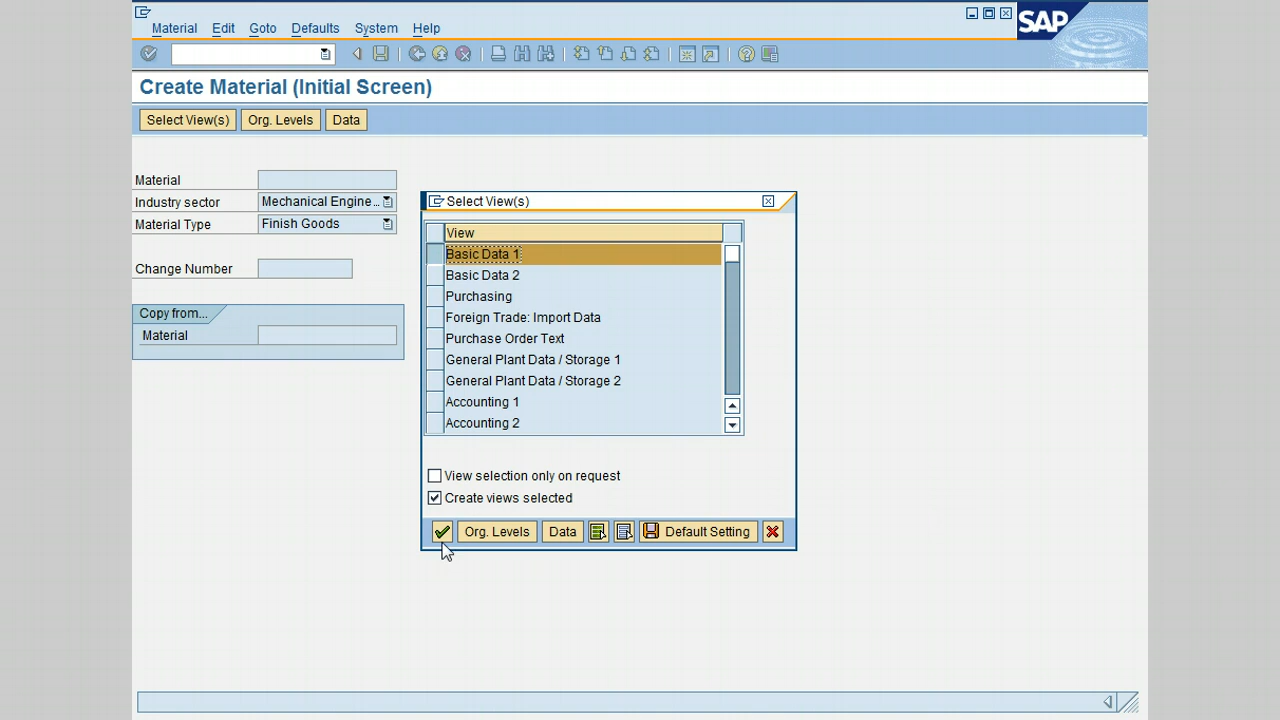 Material Edit Goto Defaults System Help
SAP
Create Material (Initial Screen)
Select View(s) Org. Levels Data
Material
Industry sector Mechanical Engine...
Material Type Finish Goods
Change Number
Copy from...
Material
Select View(s)
View
Basic Data 1
Basic Data 2
Purchasing
Foreign Trade: Import Data
Purchase Order Text
General Plant Data / Storage 1
General Plant Data / Storage 2
Accounting 1
Accounting 2
View selection only on request
Create views selected
Org. Levels Data Default Setting